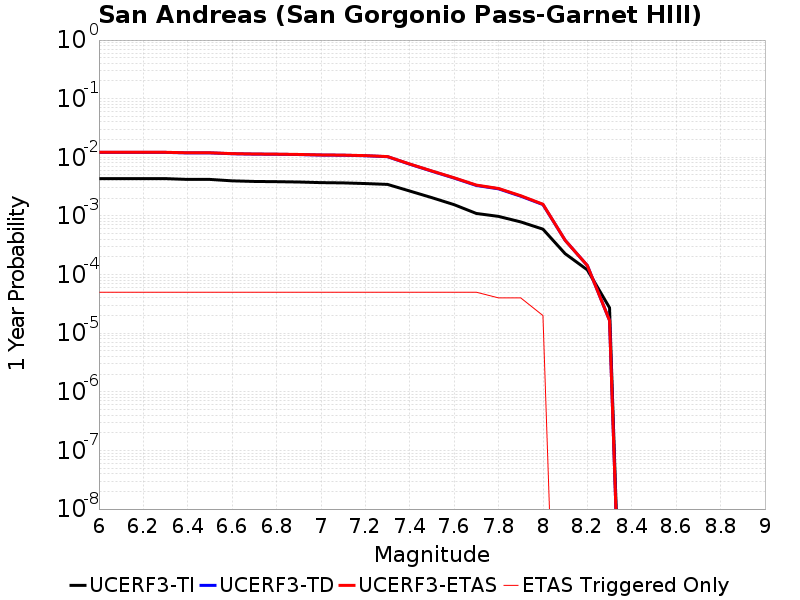 San Andreas (San Gorgonio Pass-Garnet HIll)
10^0
10^-1
10^-2
10^-3
10^-4
10^-5
10^-6
10^-7
10^-8
1 Year Probability
6 6.2 6.4 6.6 6.8 7 7.2 7.4 7.6 7.8 8 8.2 8.4 8.6 8.8 9
Magnitude
UCERF3-TI UCERF3-TD UCERF3-ETAS ETAS Triggered Only